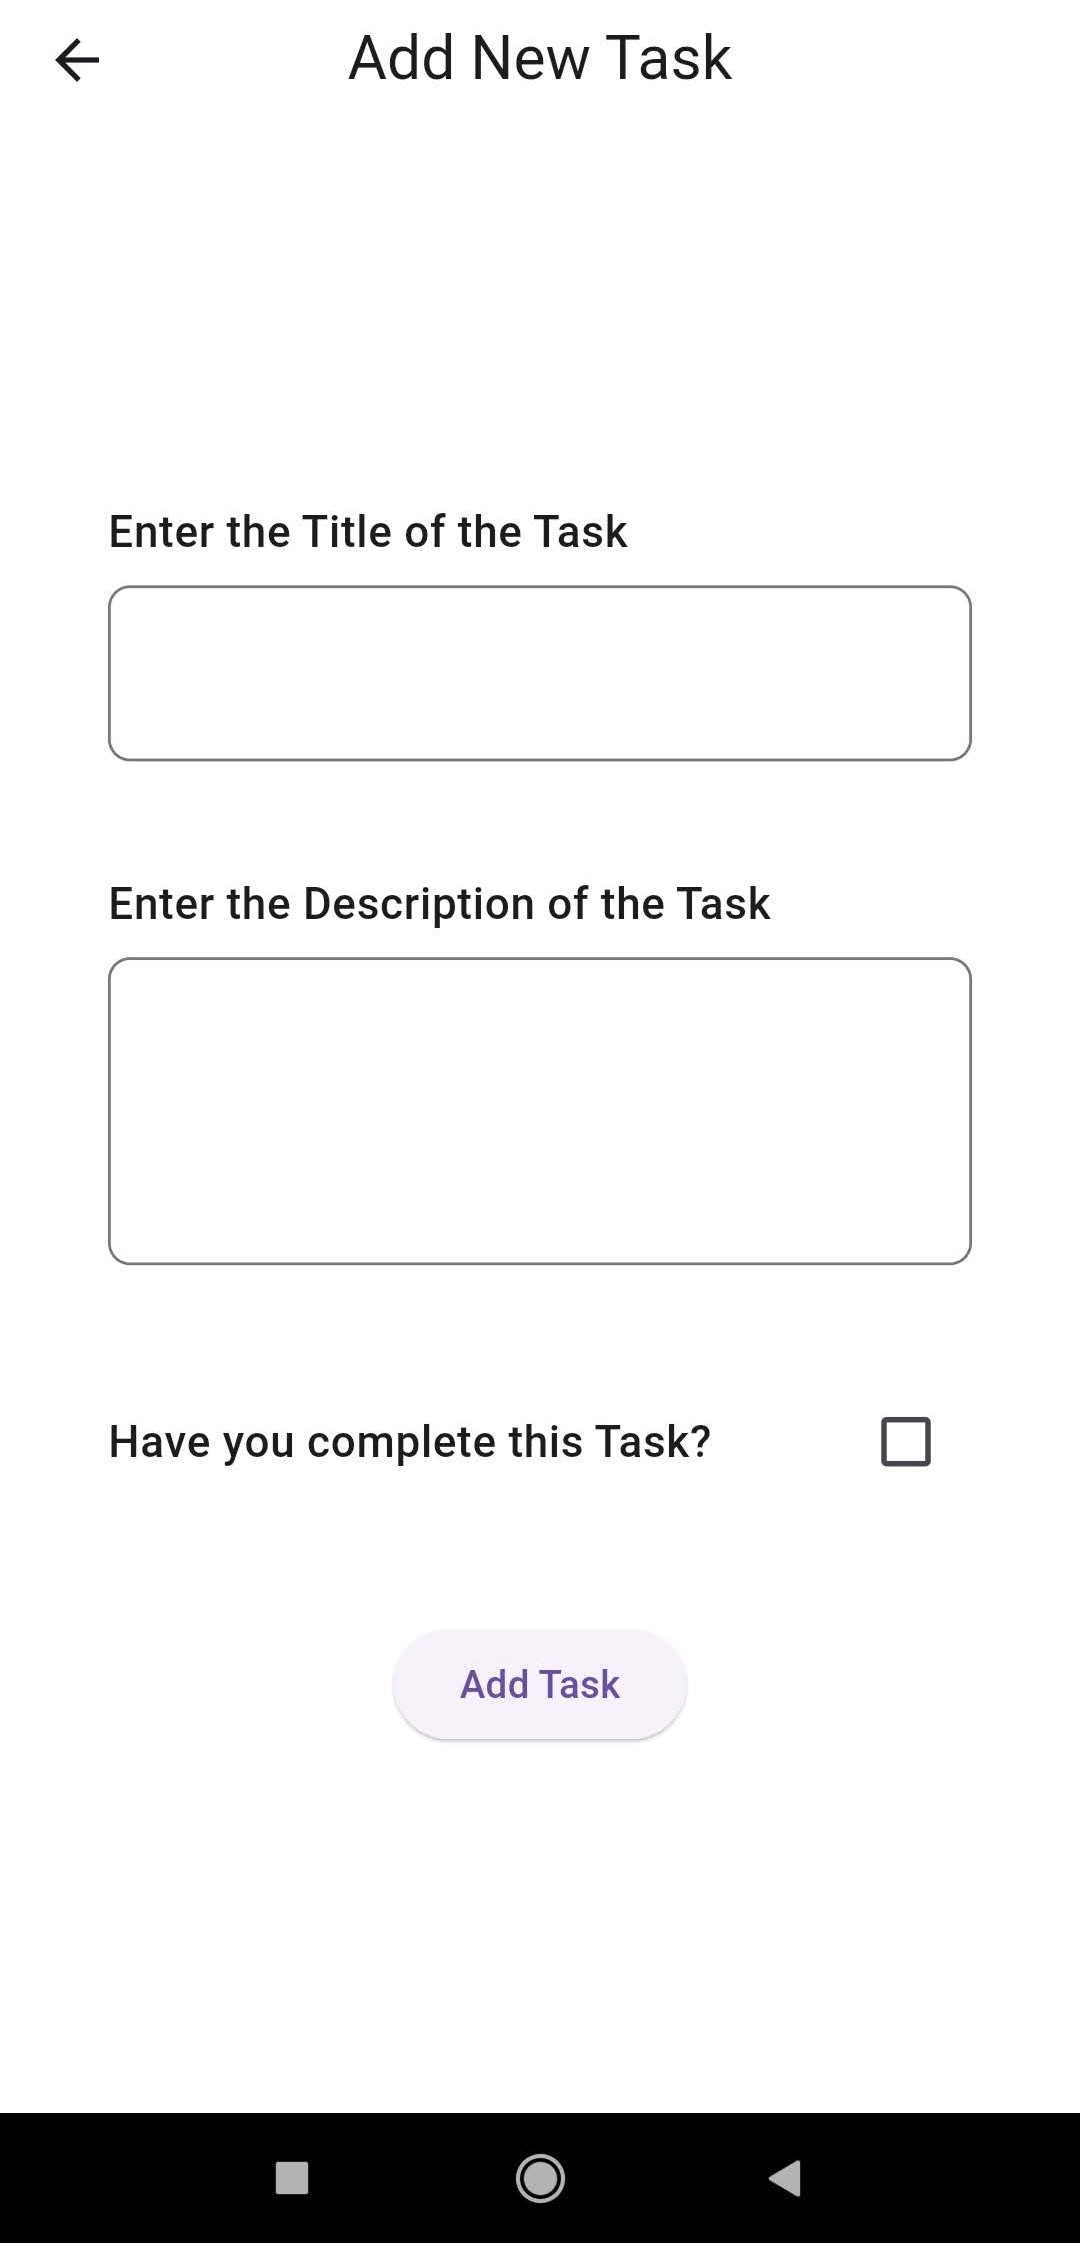 Add New Task
Enter the Title of the Task
Enter the Description of the Task
Have you complete this Task?
Add Task